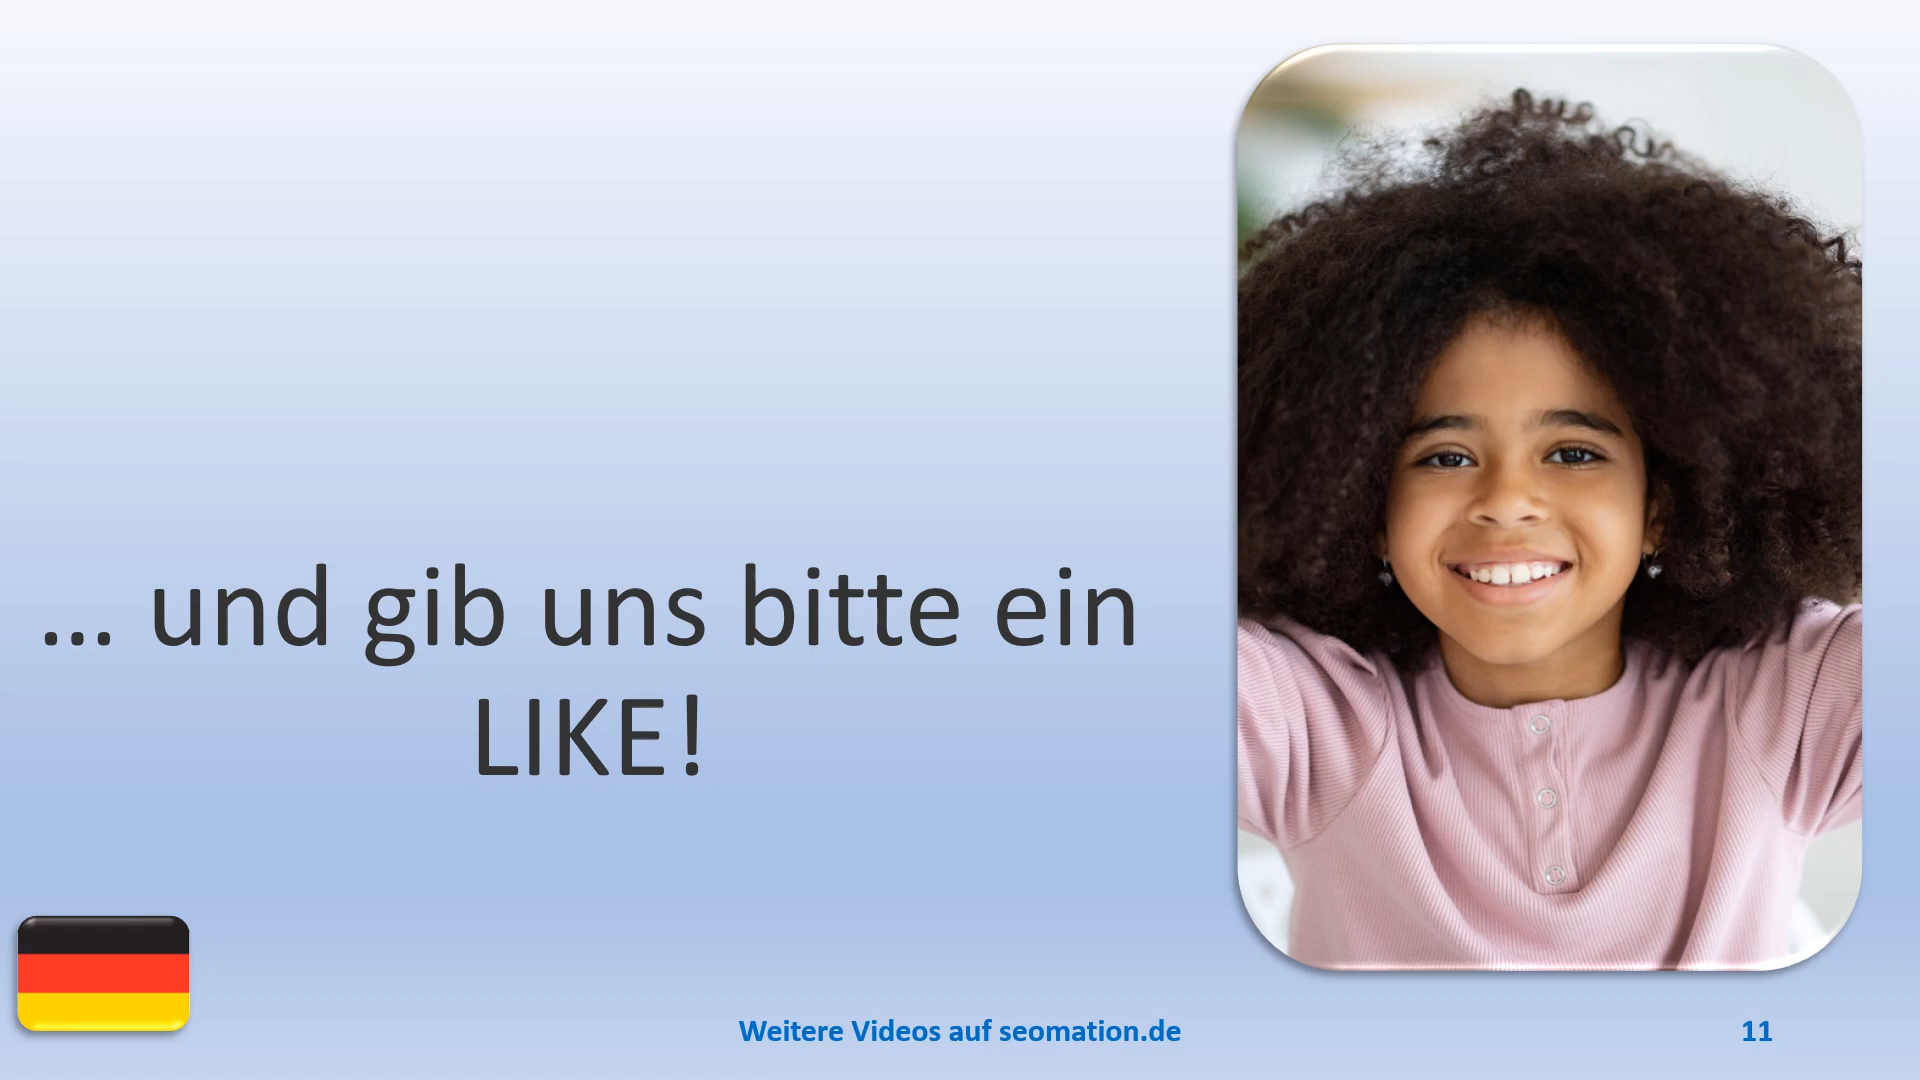 ... und gib uns bitte ein
LIKE!
Weitere Videos auf seomation.de
11